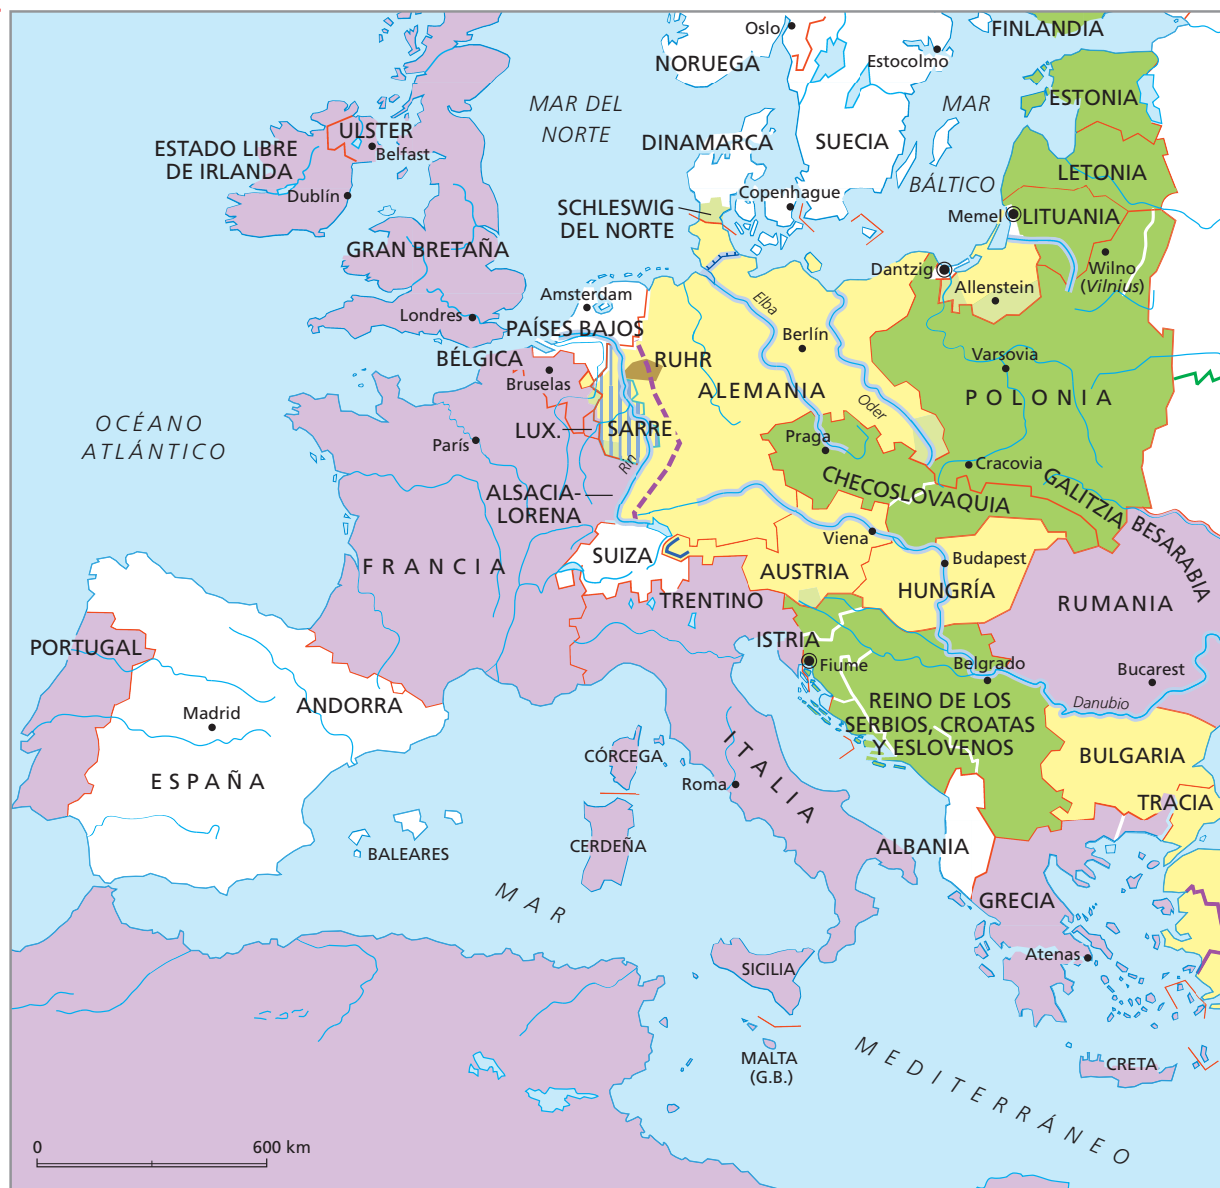 Oslo
FINLANDIA
NORUEGA
Estocolmo
MAR DEL
NORTE
MAR
BÁLTICO
ESTONIA
ULSTER
Belfast
ESTADO LIBRE
DE IRLANDA
Dublín
DINAMARCA
SUECIA
LETONIA
Copenhague
SCHLESWIG
DEL NORTE
Memel
LITUANIA
GRAN BRETAÑA
Dantzig
Wilno
(Vilnius)
Allenstein
Amsterdam
Elba
Londres
PAÍSES BAJOS
Berlín
BÉLGICA
RUHR
Varsovia
Bruselas
ALEMANIA
POLONIA
Oder
OCÉANO
ATLÁNTICO
LUX.
SARRE
Praga
París
Rin
Cracovia
CHECOSLOVAQUIA
GALITZIA
ALSACIA-
LORENA
BESARABIA
Viena
SUIZA
Budapest
FRANCIA
AUSTRIA
HUNGRÍA
TRENTINO
RUMANIA
PORTUGAL
ISTRIA
Fiume
Belgrado
Bucarest
ANDORRA
REINO DE LOS
SERBIOS, CROATAS
Y ESLOVENOS
Danubio
Madrid
ITALIA
CÓRCEGA
BULGARIA
ESPAÑA
Roma
TRACIA
BALEARES
CERDEÑA
ALBANIA
MAR
MEDITERRÁNEO
GRECIA
Atenas
SICILIA
MALTA
(G.B.)
CRETA
0 600 km